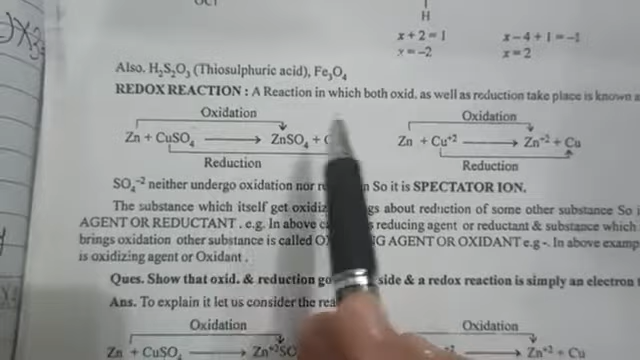 OCT
H
x + 2 = 1
x − 4 + 1 = −1
x = −2
x = 2
Also. H₂S₂O₃ (Thiosulphuric acid), Fe₃O₄
REDOX REACTION : A Reaction in which both oxid. as well as reduction take place is known a
Oxidation
Oxidation
Zn + CuSO₄ ⟶ ZnSO₄ + C
Zn + Cu⁺² ⟶ Zn⁺² + Cu
Reduction
Reduction
SO₄⁻² neither undergo oxidation nor So it is SPECTATOR ION.
The substance which itself get about reduction of some other substance So i
AGENT OR REDUCTANT . e.g. In above reducing agent or reductant & substance which
brings oxidation other substance is called AGENT OR OXIDANT e.g -. In above examp
is oxidizing agent or Oxidant .
Ques. Show that oxid. & reduction side & a redox reaction is simply an electron t
Ans. To explain it let us consider the
Oxidation
Oxidation
Zn + CuSO₄ ⟶ Zn⁺²SO
⟶ Zn⁺² + Cu